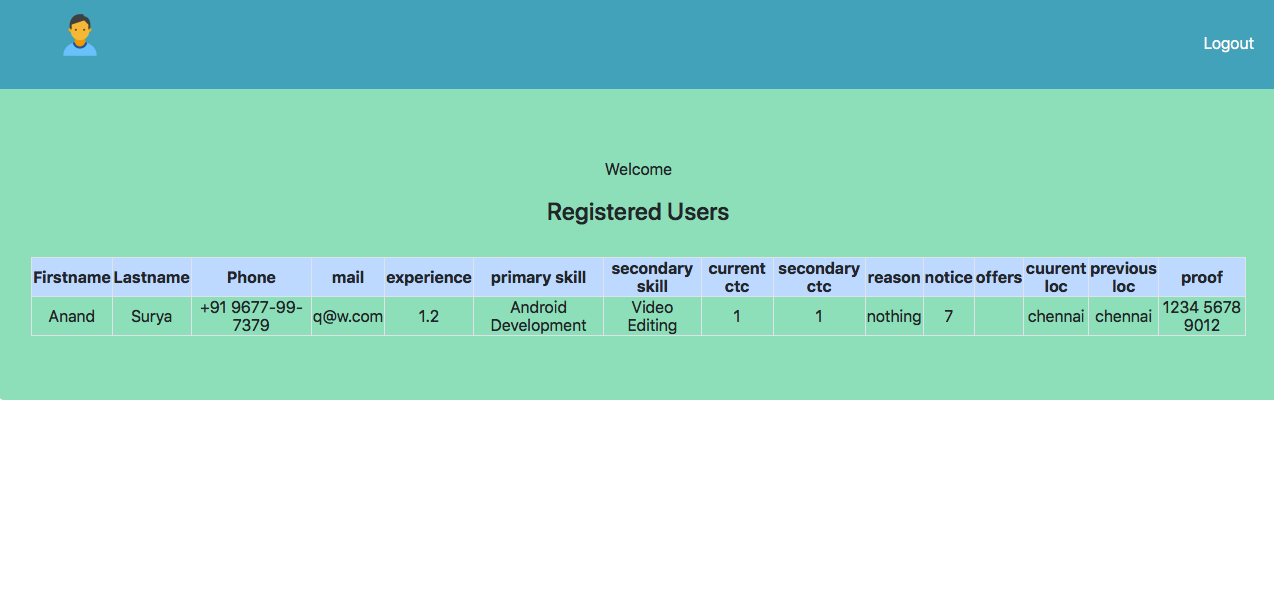 Logout
Welcome
Registered Users
Firstname Lastname Phone mail experience primary skill secondary skill current ctc secondary ctc reason notice offers cuurent loc previous loc proof
Anand Surya +91 9677-99-7379 q@w.com 1.2 Android Development Video Editing 1 1 nothing 7 chennai chennai 1234 5678 9012